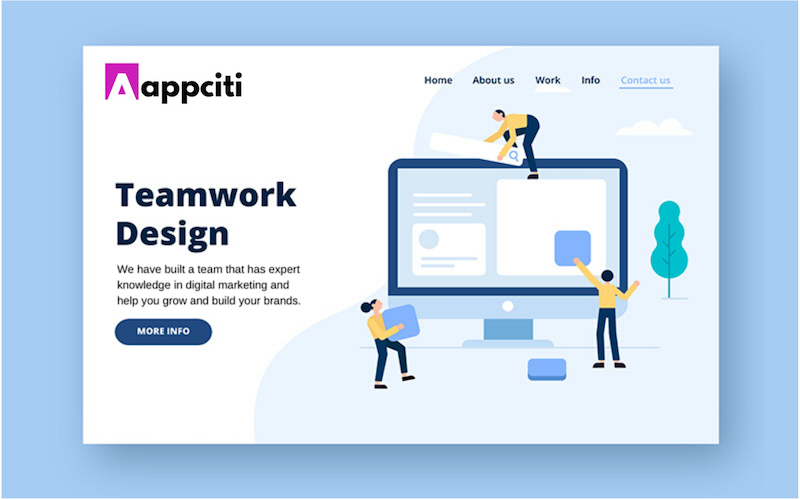 Aappciti
Home About us Work Info Contact us
Teamwork
Design
We have built a team that has expert
knowledge in digital marketing and
help you grow and build your brands.
MORE INFO